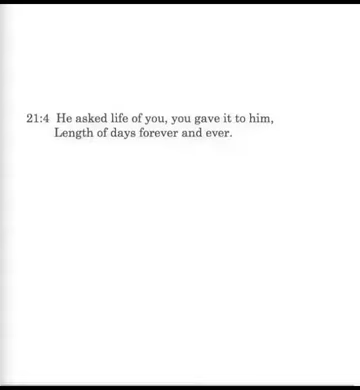 21:4 He asked life of you, you gave it to him,
Length of days forever and ever.